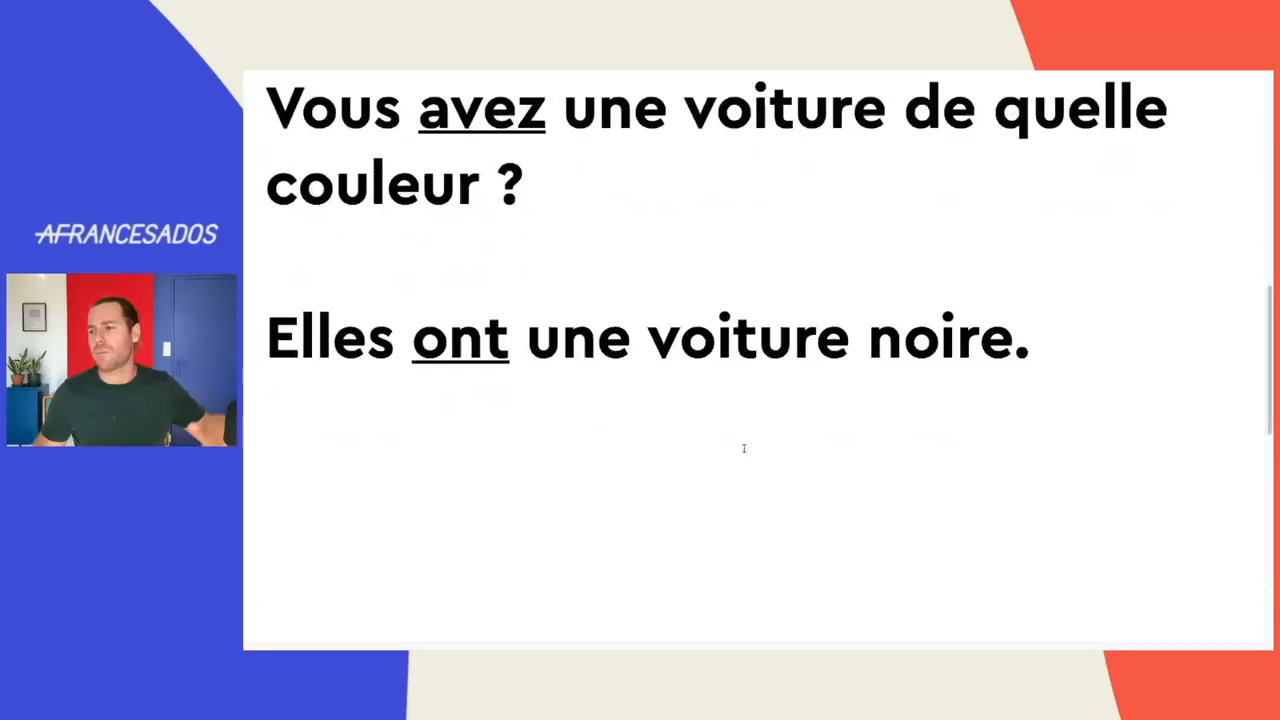 Vous avez une voiture de quelle
couleur ?
AFRANCESADOS
Elles ont une voiture noire.